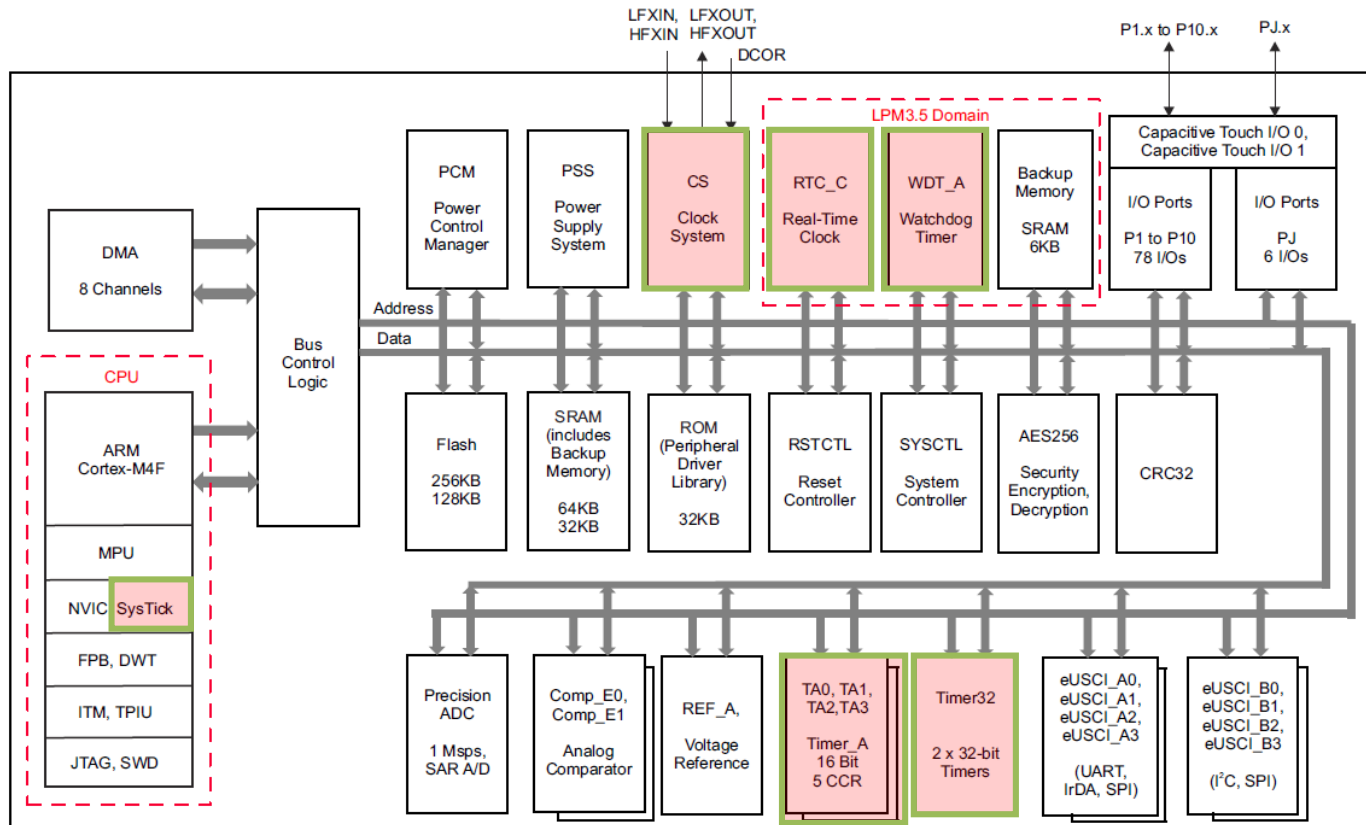 LFXIN,
HFXIN
LFXOUT,
HFXOUT
DCOR
P1.x to P10.x
PJ.x
LPM3.5 Domain
PCM
Power
Control
Manager
PSS
Power
Supply
System
CS
Clock
System
RTC_C
Real-Time
Clock
WDT_A
Watchdog
Timer
Backup
Memory
SRAM
6KB
Capacitive Touch I/O 0,
Capacitive Touch I/O 1
I/O Ports
P1 to P10
78 I/Os
I/O Ports
PJ
6 I/Os
DMA
8 Channels
Bus
Control
Logic
Address
Data
CPU
ARM
Cortex-M4F
MPU
NVIC, SysTick
FPB, DWT
ITM, TPIU
JTAG, SWD
Flash
256KB
128KB
SRAM
(includes
Backup
Memory)
64KB
32KB
ROM
(Peripheral
Driver
Library)
32KB
RSTCTL
Reset
Controller
SYSCTL
System
Controller
AES256
Security
Encryption,
Decryption
CRC32
Precision
ADC
1 Msps,
SAR A/D
Comp_E0,
Comp_E1
Analog
Comparator
REF_A,
Voltage
Reference
TA0, TA1,
TA2,TA3
Timer_A
16 Bit
5 CCR
Timer32
2 x 32-bit
Timers
eUSCI_A0,
eUSCI_A1,
eUSCI_A2,
eUSCI_A3
(UART,
IrDA, SPI)
eUSCI_B0,
eUSCI_B1,
eUSCI_B2,
eUSCI_B3
(I²C, SPI)